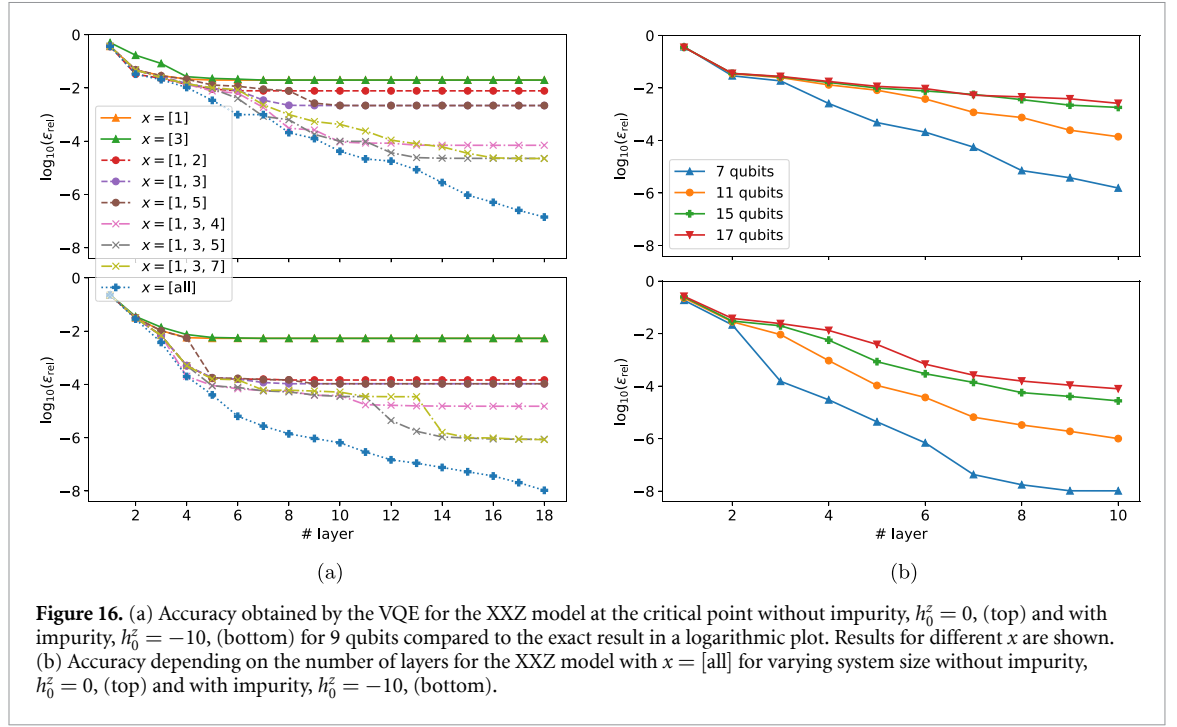 0
−2
−4
−6
−8
log10(ϵrel)
x = [1]
x = [3]
x = [1, 2]
x = [1, 3]
x = [1, 5]
x = [1, 3, 4]
x = [1, 3, 5]
x = [1, 3, 7]
x = [all]
0
−2
−4
−6
−8
log10(ϵrel)
2 4 6 8 10 12 14 16 18
# layer
(a)
0
−2
−4
−6
−8
log10(ϵrel)
7 qubits
11 qubits
15 qubits
17 qubits
0
−2
−4
−6
−8
log10(ϵrel)
2 4 6 8 10
# layer
(b)
Figure 16. (a) Accuracy obtained by the VQE for the XXZ model at the critical point without impurity, h_0^z = 0, (top) and with
impurity, h_0^z = −10, (bottom) for 9 qubits compared to the exact result in a logarithmic plot. Results for different x are shown.
(b) Accuracy depending on the number of layers for the XXZ model with x = [all] for varying system size without impurity,
h_0^z = 0, (top) and with impurity, h_0^z = −10, (bottom).